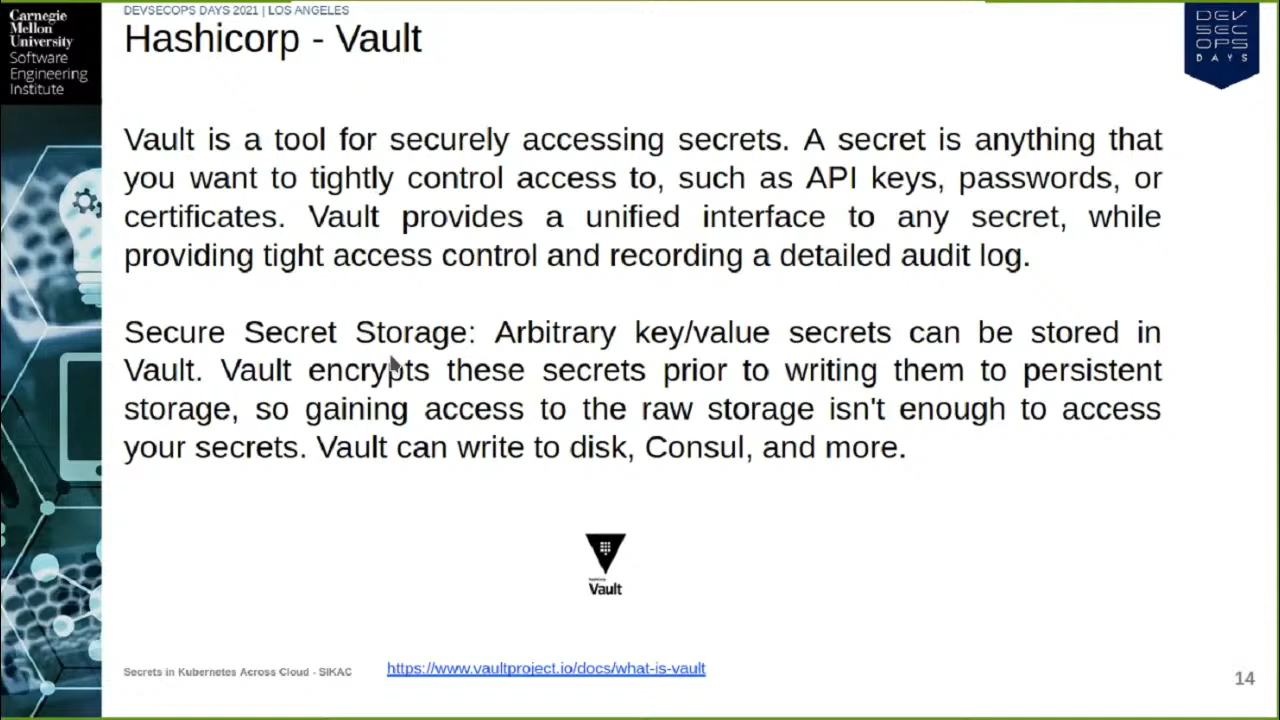 DEVSECOPS DAYS 2021 | LOS ANGELES
Carnegie
Mellon
University
Software
Engineering
Institute
Hashicorp - Vault
DEV
SEC
OPS
DAYS
Vault is a tool for securely accessing secrets. A secret is anything that
you want to tightly control access to, such as API keys, passwords, or
certificates. Vault provides a unified interface to any secret, while
providing tight access control and recording a detailed audit log.
Secure Secret Storage: Arbitrary key/value secrets can be stored in
Vault. Vault encrypts these secrets prior to writing them to persistent
storage, so gaining access to the raw storage isn't enough to access
your secrets. Vault can write to disk, Consul, and more.
HashiCorp
Vault
Secrets in Kubernetes Across Cloud - SIKAC
https://www.vaultproject.io/docs/what-is-vault
14